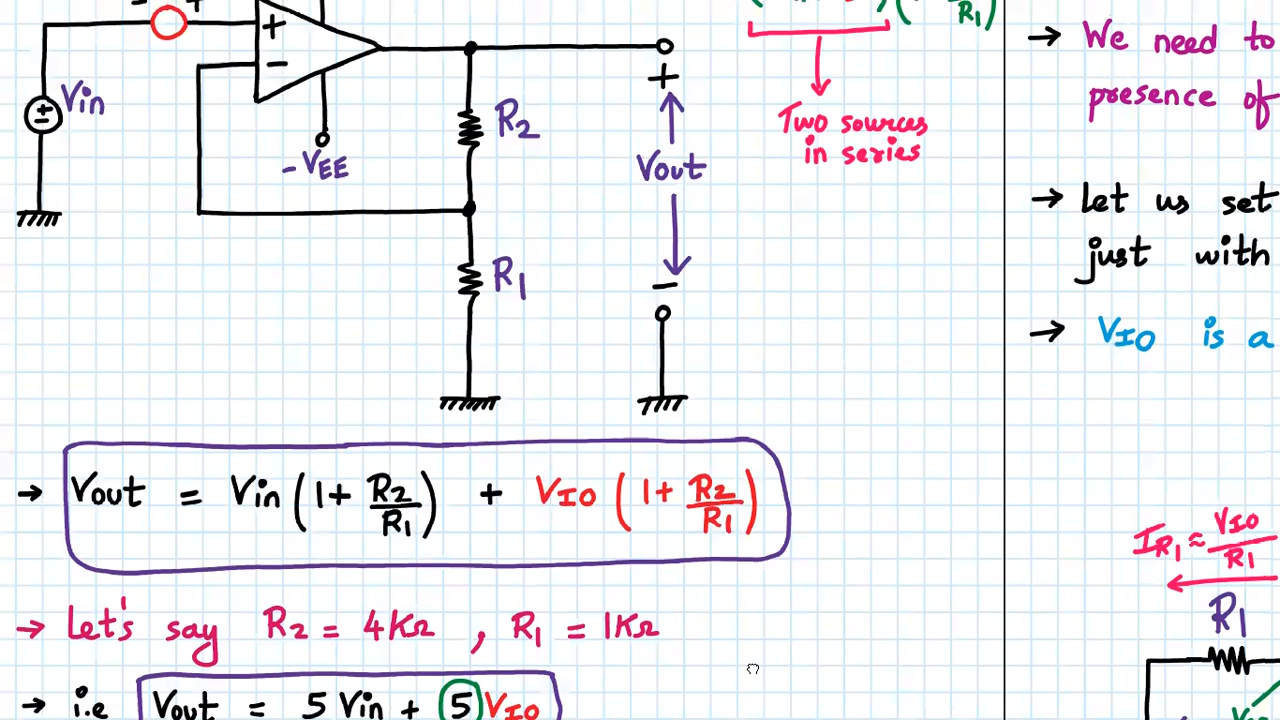 - +
+
-
Vin
-VEE
R2
R1
+
Vout
-
R1
Two sources
in series
→ Vout = Vin (1 + R2/R1) + VIO (1 + R2/R1)
→ Let's say R2 = 4KΩ , R1 = 1KΩ
→ i.e Vout = 5 Vin + 5 VIO
→ We need to
presence of
→ Let us set
just with
→ VIO is a
IR1 ≈ VIO/R1
R1